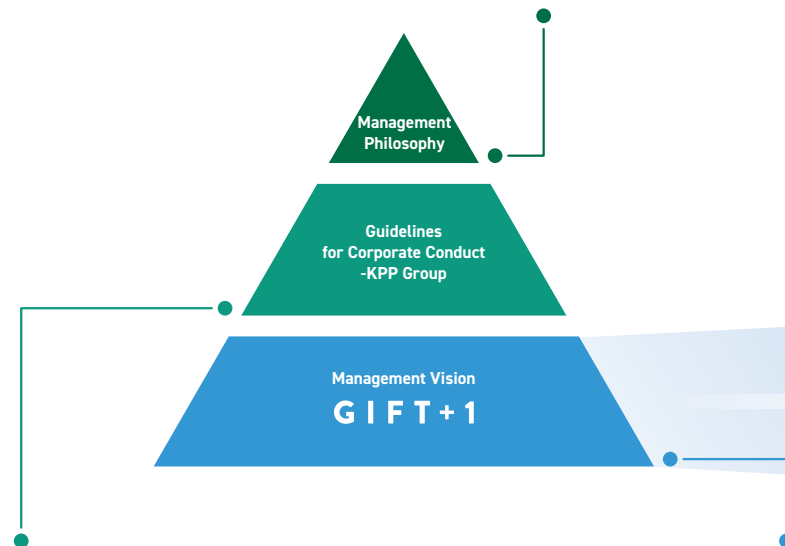 Management
Philosophy
Guidelines
for Corporate Conduct
-KPP Group
Management Vision
GIFT+1